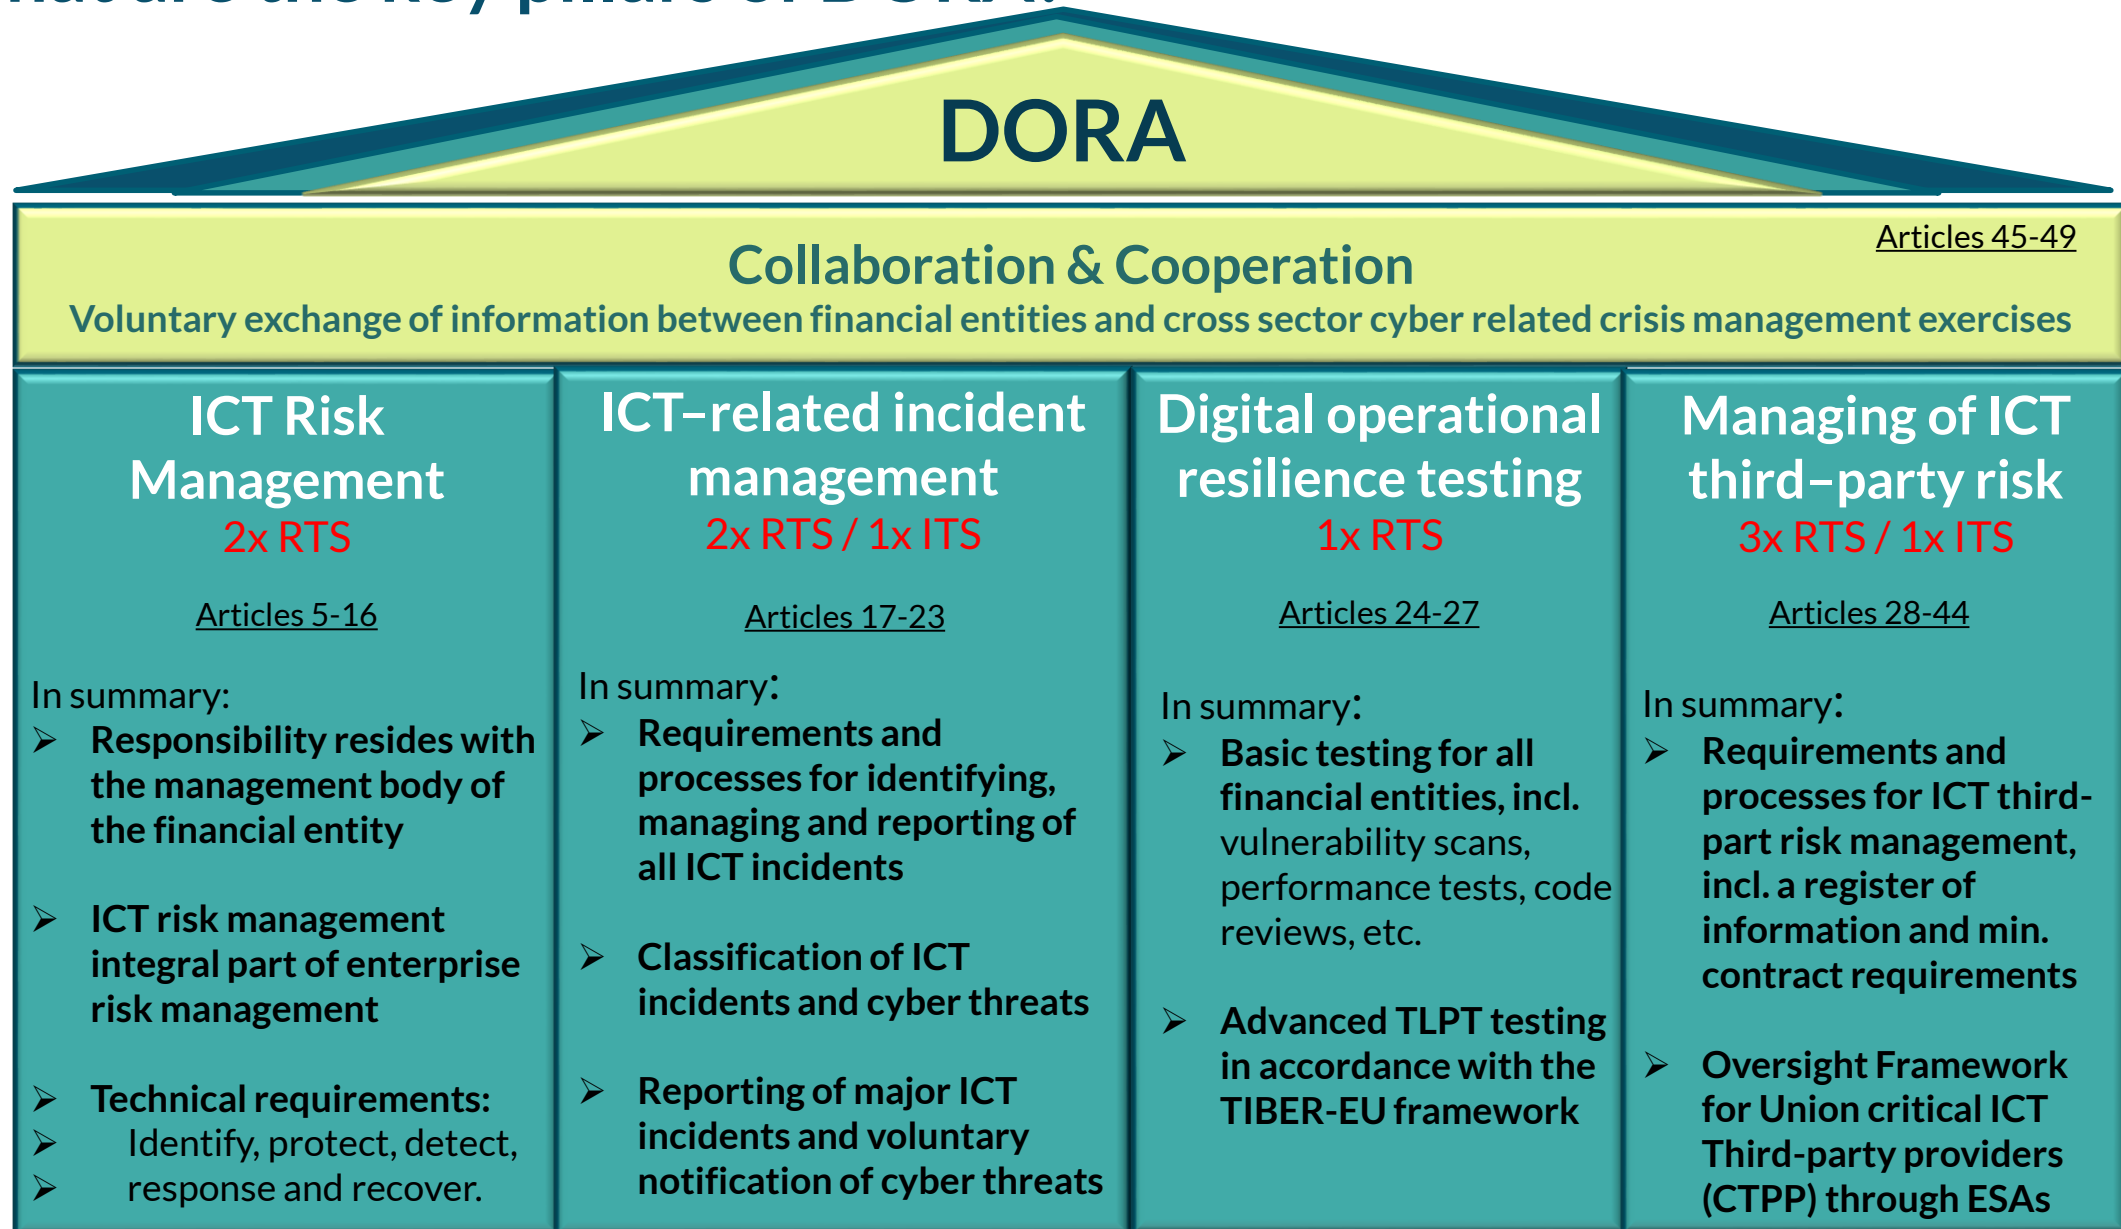 are the key pillars of DORA?
DORA
Articles 45-49
Collaboration & Cooperation
Voluntary exchange of information between financial entities and cross sector cyber related crisis management exercises
ICT Risk
Management
2x RTS
Articles 5-16
In summary:
➢ Responsibility resides with
the management body of
the financial entity
➢ ICT risk management
integral part of enterprise
risk management
➢ Technical requirements:
➢ Identify, protect, detect,
➢ response and recover.
ICT–related incident
management
2x RTS / 1x ITS
Articles 17-23
In summary:
➢ Requirements and
processes for identifying,
managing and reporting of
all ICT incidents
➢ Classification of ICT
incidents and cyber threats
➢ Reporting of major ICT
incidents and voluntary
notification of cyber threats
Digital operational
resilience testing
1x RTS
Articles 24-27
In summary:
➢ Basic testing for all
financial entities, incl.
vulnerability scans,
performance tests, code
reviews, etc.
➢ Advanced TLPT testing
in accordance with the
TIBER-EU framework
Managing of ICT
third–party risk
3x RTS / 1x ITS
Articles 28-44
In summary:
➢ Requirements and
processes for ICT third-
part risk management,
incl. a register of
information and min.
contract requirements
➢ Oversight Framework
for Union critical ICT
Third-party providers
(CTPP) through ESAs